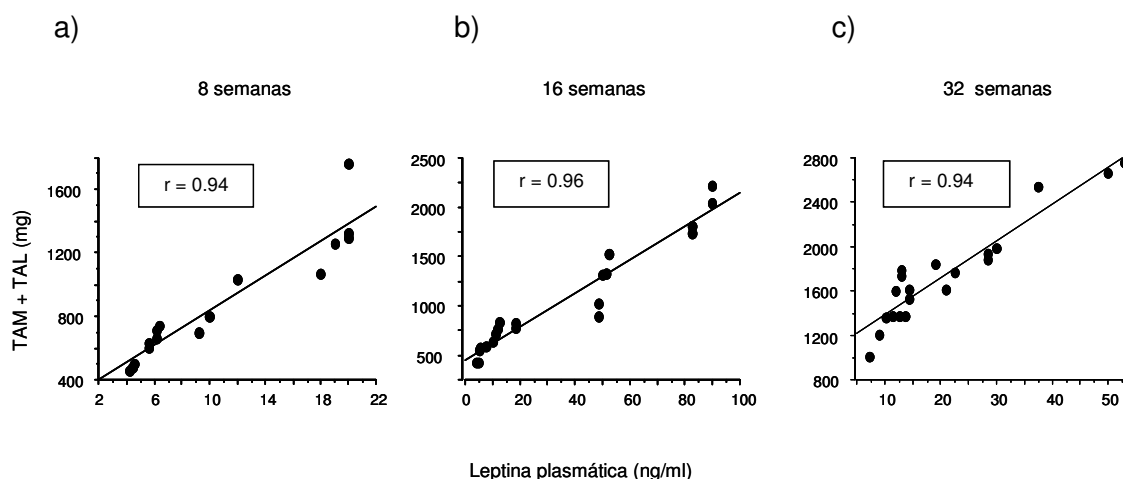 a)
b)
c)
8 semanas
16 semanas
32 semanas
r = 0.94
r = 0.96
r = 0.94
TAM + TAL (mg)
1600
1200
800
400
2 6 10 14 18 22
2500
2000
1500
1000
500
0 20 40 60 80 100
2800
2400
2000
1600
1200
800
10 20 30 40 50
Leptina plasmática (ng/ml)